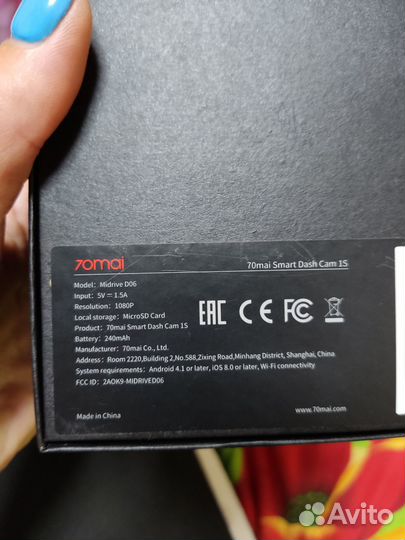 70mai
70mai Smart Dash Cam 1S
Model: Midrive D06
Input: 5V⎓1.5A
Resolution: 1080P
Local storage: MicroSD Card
Product: 70mai Smart Dash Cam 1S
Battery: 240mAh
Manufacturer: 70mai Co., Ltd.
Address: Room 2220,Building 2,No.588,Zixing Road,Minhang District, Shanghai, China
System requirements: Android 4.1 or later, iOS 8.0 or later, Wi-Fi connectivity
FCC ID: 2AOK9-MIDRIVED06
EAC CE FC
Made in China
www.70mai.com
Avito